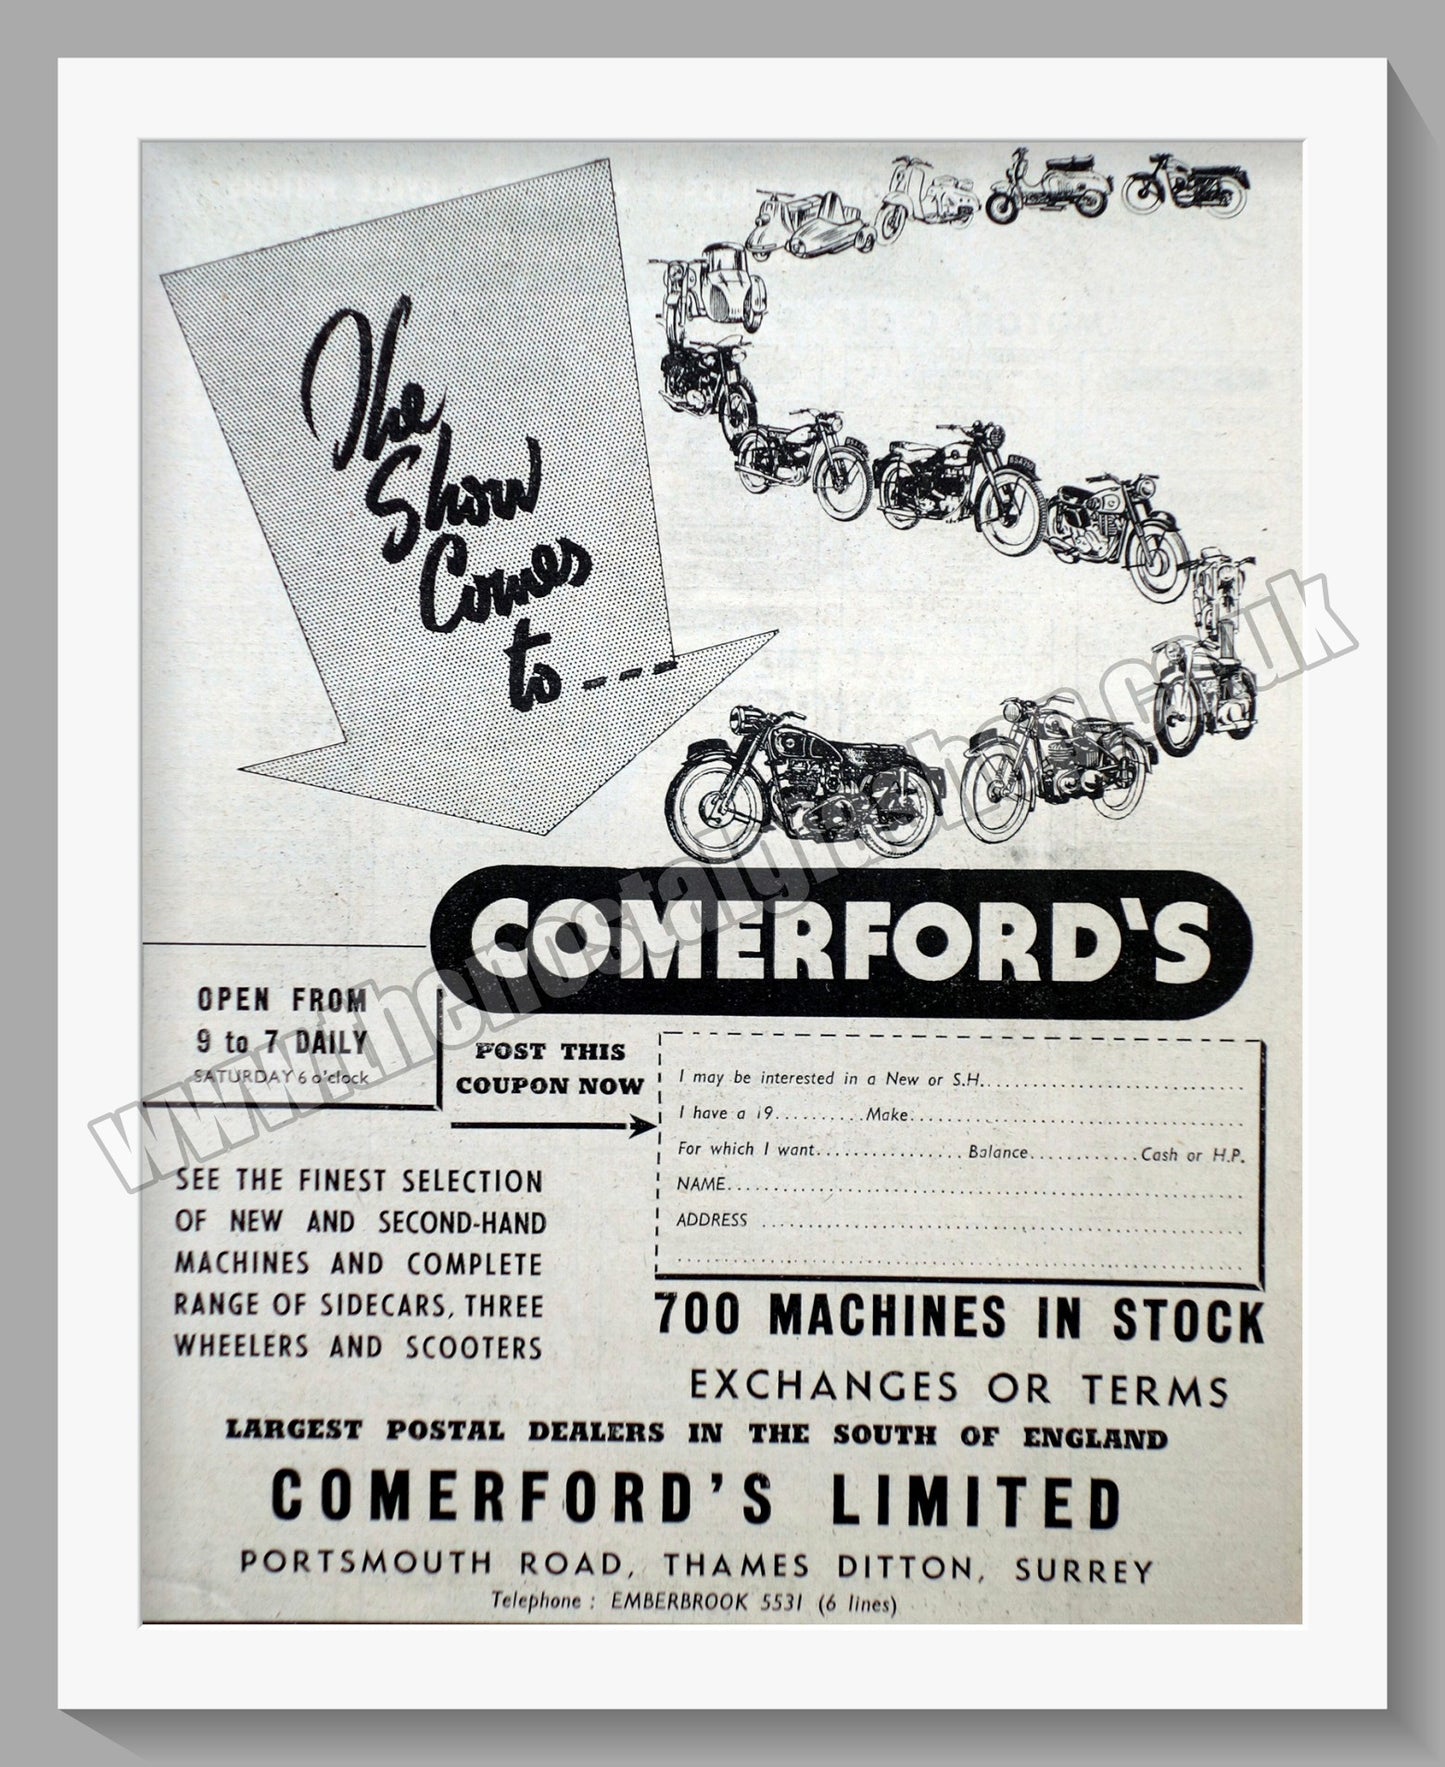 The
Show
Comes
to ----
COMERFORD'S
OPEN FROM
9 to 7 DAILY
SATURDAY 6 o'clock
POST THIS
COUPON NOW
I may be interested in a New or S.H.
I have a 19..........Make
For which I want................Balance............Cash or H.P.
NAME
ADDRESS
SEE THE FINEST SELECTION
OF NEW AND SECOND-HAND
MACHINES AND COMPLETE
RANGE OF SIDECARS, THREE
WHEELERS AND SCOOTERS
700 MACHINES IN STOCK
EXCHANGES OR TERMS
LARGEST POSTAL DEALERS IN THE SOUTH OF ENGLAND
COMERFORD'S LIMITED
PORTSMOUTH ROAD, THAMES DITTON, SURREY
Telephone : EMBERBROOK 5531 (6 lines)
www.thenostalgiashop.co.uk